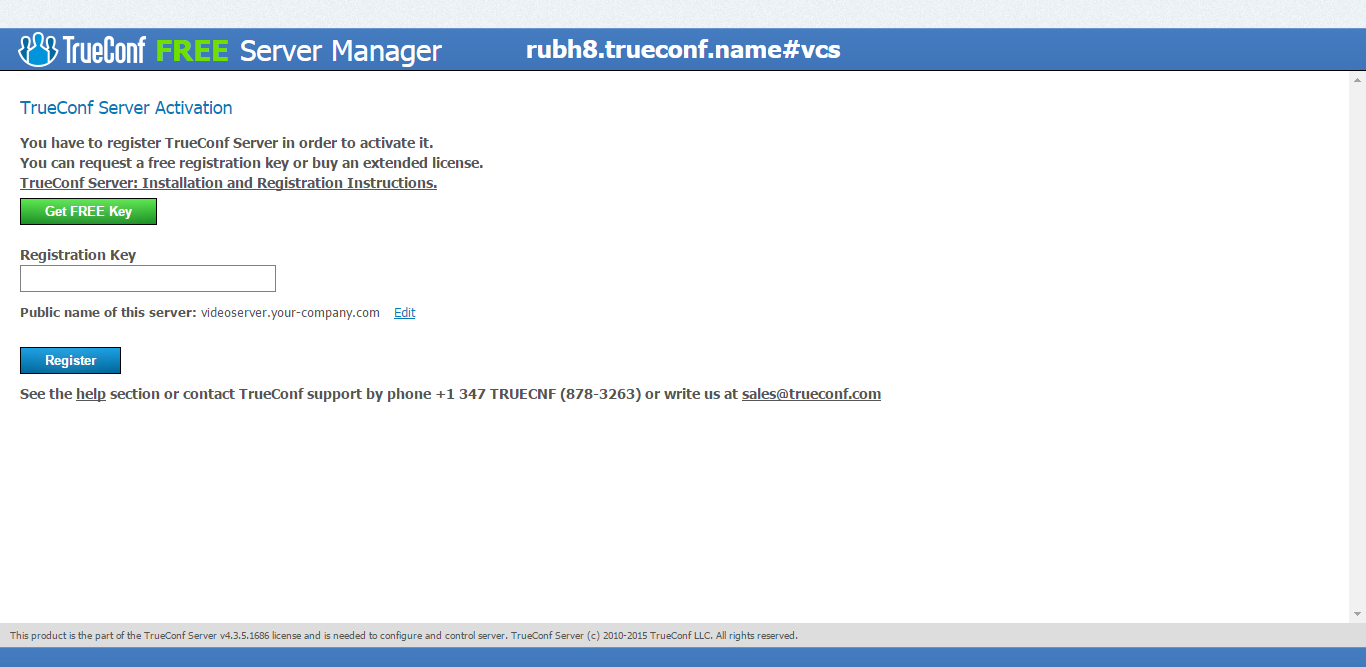 TrueConf FREE Server Manager rubh8.trueconf.name#vcs
TrueConf Server Activation
You have to register TrueConf Server in order to activate it.
You can request a free registration key or buy an extended license.
TrueConf Server: Installation and Registration Instructions.
Get FREE Key
Registration Key
Public name of this server: videoserver.your-company.com Edit
Register
See the help section or contact TrueConf support by phone +1 347 TRUECNF (878-3263) or write us at sales@trueconf.com
This product is the part of the TrueConf Server v4.3.5.1686 license and is needed to configure and control server. TrueConf Server (c) 2010-2015 TrueConf LLC. All rights reserved.